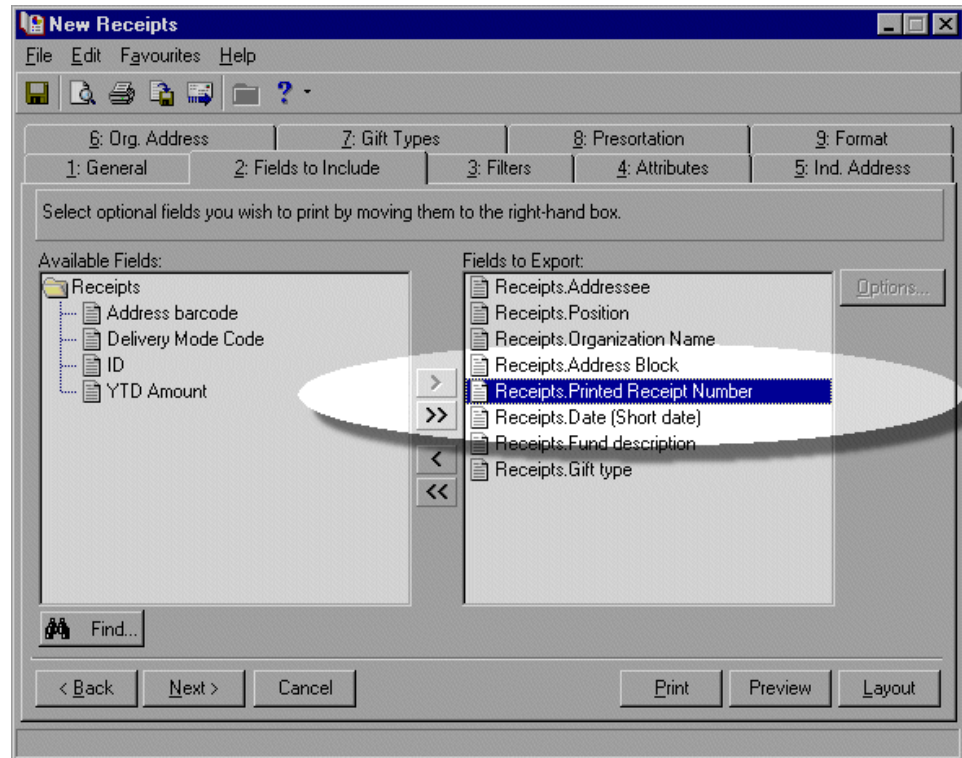 New Receipts
File Edit Favourites Help
6: Org. Address 7: Gift Types 8: Presortation 9: Format
1: General 2: Fields to Include 3: Filters 4: Attributes 5: Ind. Address
Select optional fields you wish to print by moving them to the right-hand box.
Available Fields:
Receipts
Address barcode
Delivery Mode Code
ID
YTD Amount
>
>>
<
<<
Fields to Export:
Receipts.Addressee
Receipts.Position
Receipts.Organization Name
Receipts.Address Block
Receipts.Printed Receipt Number
Receipts.Date (Short date)
Receipts.Fund description
Receipts.Gift type
Options...
Find...
< Back Next > Cancel Print Preview Layout